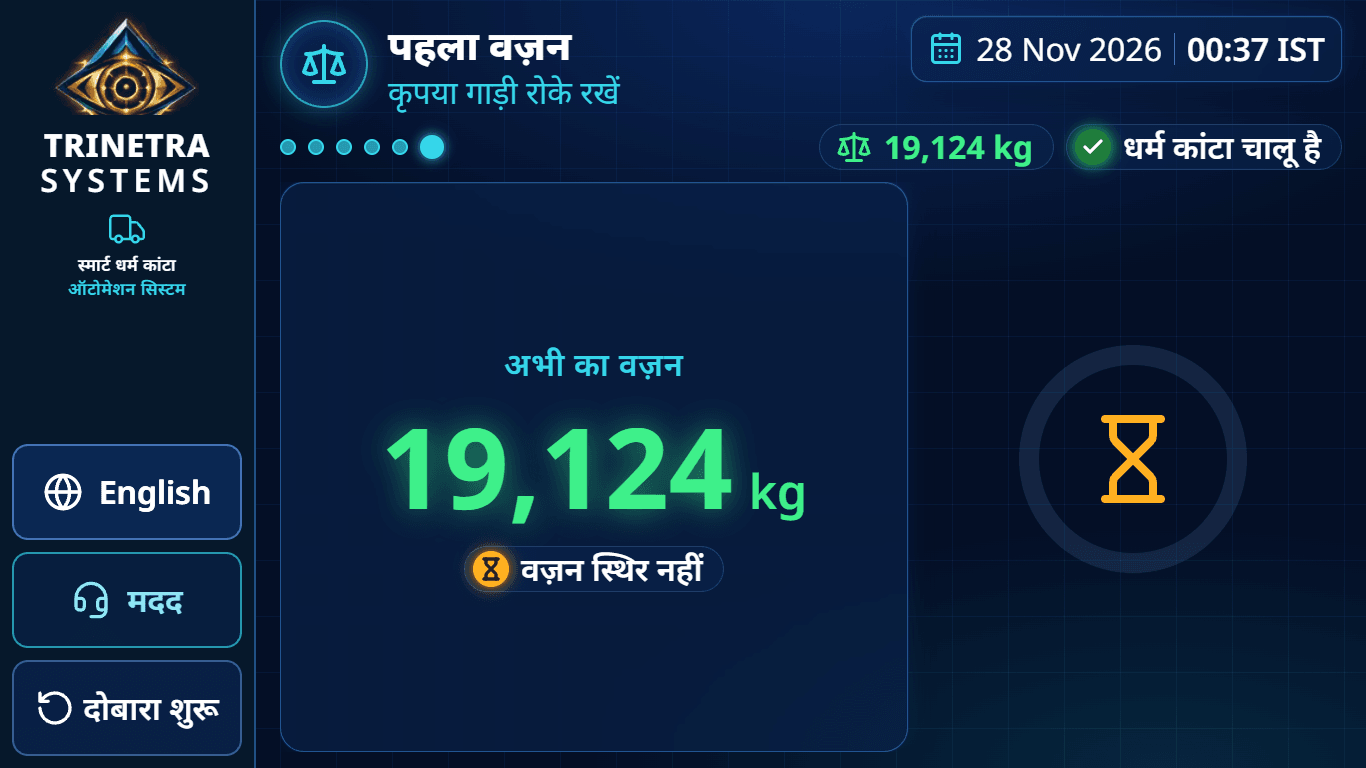 TRINETRA
SYSTEMS
स्मार्ट धर्म कांटा
ऑटोमेशन सिस्टम
English
मदद
दोबारा शुरू
पहला वज़न
कृपया गाड़ी रोके रखें
28 Nov 2026 00:37 IST
19,124 kg
धर्म कांटा चालू है
अभी का वज़न
19,124 kg
वज़न स्थिर नहीं